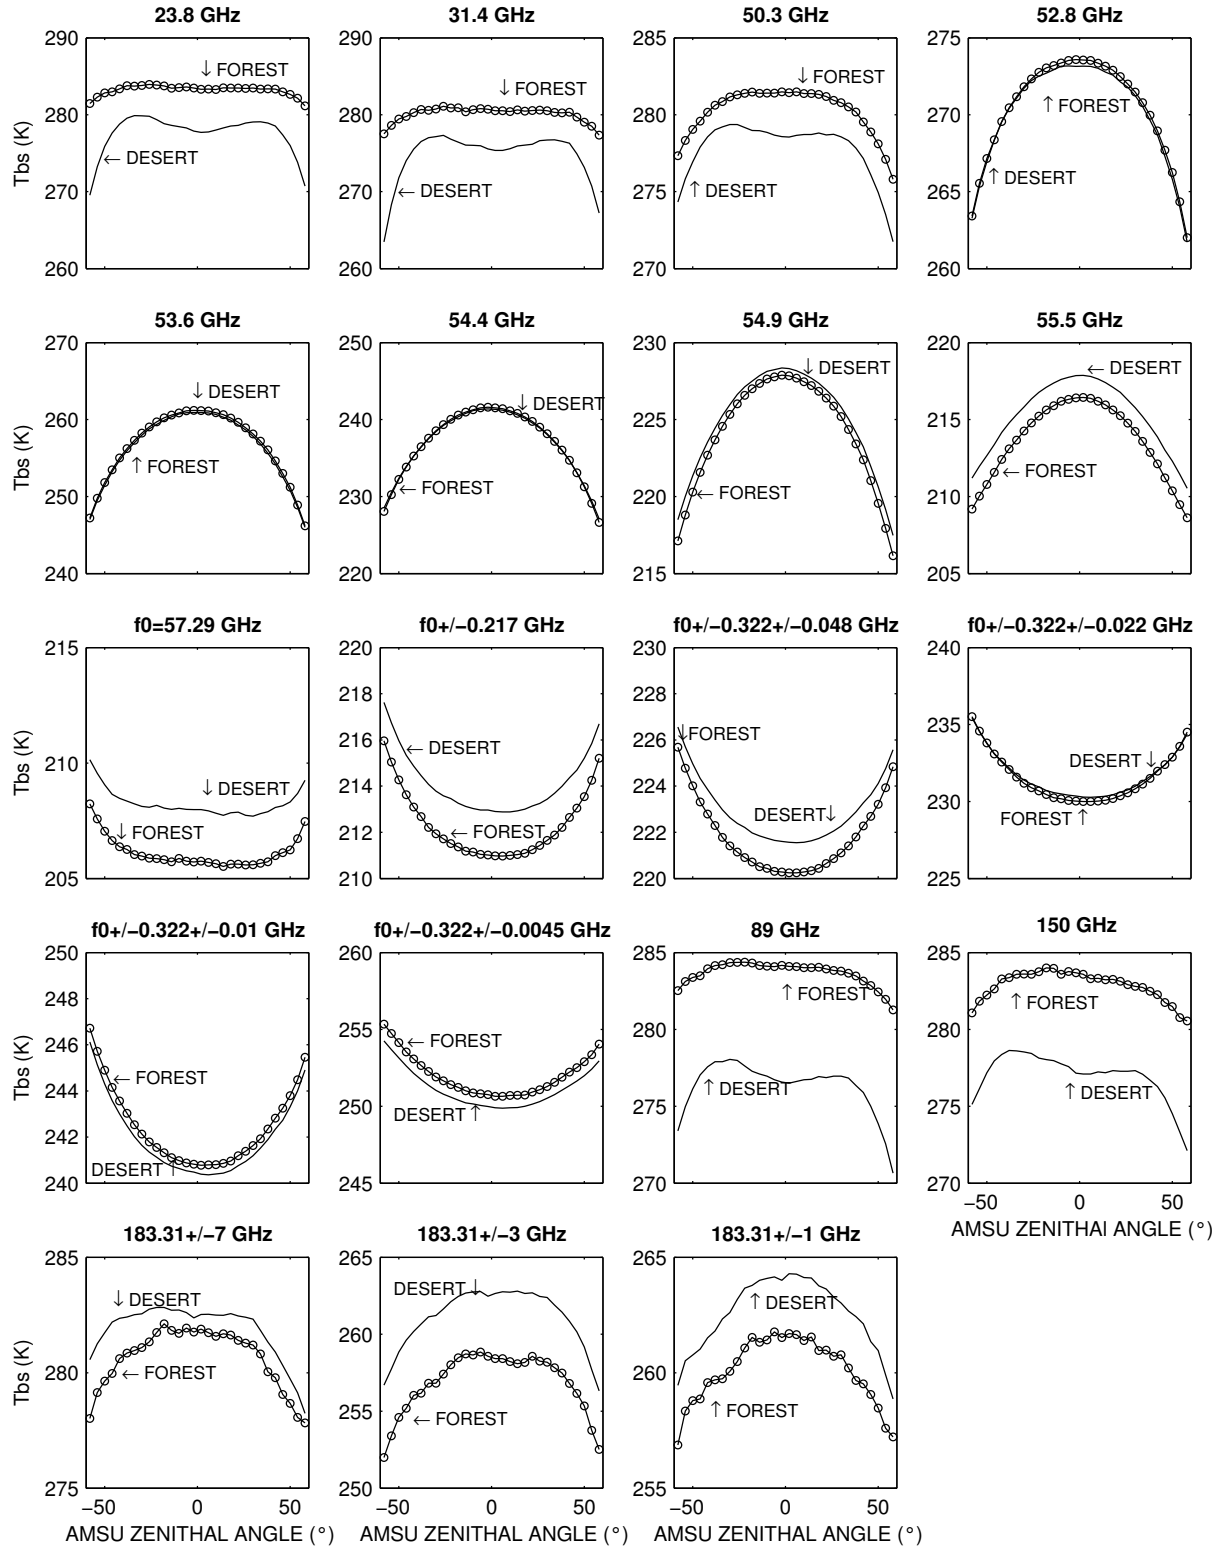 23.8 GHz
290
280
270
260
Tbs (K)
↓ FOREST
← DESERT
31.4 GHz
290
280
270
260
↓ FOREST
← DESERT
50.3 GHz
285
280
275
270
↓ FOREST
↑ DESERT
52.8 GHz
275
270
265
260
↑ FOREST
↑ DESERT
53.6 GHz
270
260
250
240
Tbs (K)
↓ DESERT
↑ FOREST
54.4 GHz
250
240
230
220
↓ DESERT
← FOREST
54.9 GHz
230
225
220
215
↓ DESERT
← FOREST
55.5 GHz
220
215
210
205
← DESERT
← FOREST
f0=57.29 GHz
215
210
205
Tbs (K)
↓ DESERT
↓ FOREST
f0+/−0.217 GHz
220
218
216
214
212
210
← DESERT
← FOREST
f0+/−0.322+/−0.048 GHz
230
228
226
224
222
220
↓FOREST
DESERT↓
f0+/−0.322+/−0.022 GHz
240
235
230
225
DESERT ↓
FOREST ↑
f0+/−0.322+/−0.01 GHz
250
248
246
244
242
240
Tbs (K)
← FOREST
DESERT ↑
f0+/−0.322+/−0.0045 GHz
260
255
250
245
← FOREST
DESERT ↑
89 GHz
285
280
275
270
↑ FOREST
↑ DESERT
150 GHz
285
280
275
270
↑ FOREST
↑ DESERT
−50 0 50
AMSU ZENITHAl ANGLE (°)
183.31+/−7 GHz
285
280
275
Tbs (K)
↓ DESERT
← FOREST
−50 0 50
AMSU ZENITHAL ANGLE (°)
183.31+/−3 GHz
265
260
255
250
DESERT ↓
← FOREST
−50 0 50
AMSU ZENITHAL ANGLE (°)
183.31+/−1 GHz
265
260
255
↑ DESERT
↑ FOREST
−50 0 50
AMSU ZENITHAL ANGLE (°)